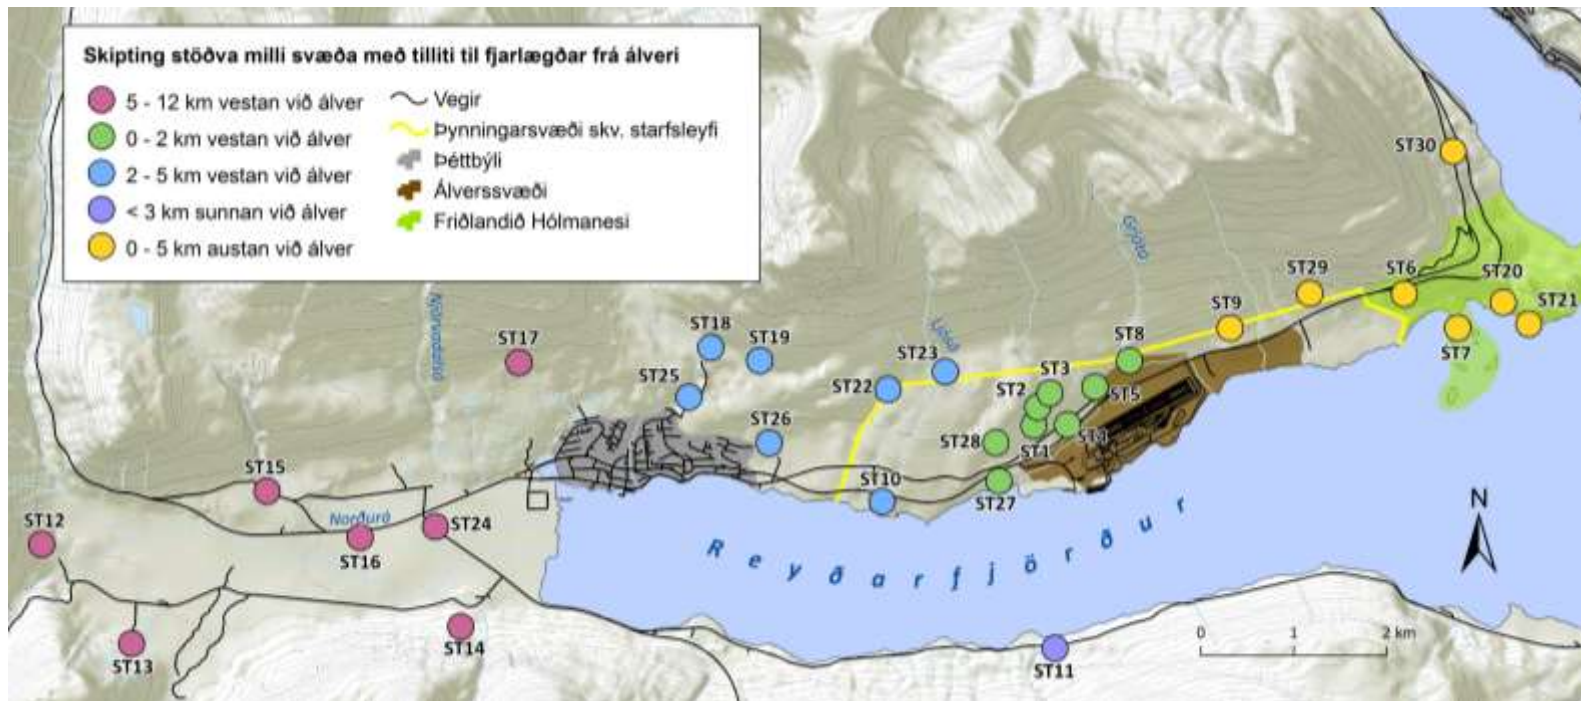 Skipting stöðva milli svæða með tilliti til fjarlægðar frá álveri
5 - 12 km vestan við álver
0 - 2 km vestan við álver
2 - 5 km vestan við álver
< 3 km sunnan við álver
0 - 5 km austan við álver
Vegir
Þynningarsvæði skv. starfsleyfi
Þéttbýli
Álverssvæði
Friðlandið Hólmanesi
ST30
Grjótá
ST29
ST6
ST20
ST21
ST9
ST7
ST18
ST19
ST17
ST25
ST26
ST22
ST23
Ljósá
ST8
ST3
ST2
ST5
ST4
ST1
ST28
ST27
ST10
ST15
ST12
Norðurá
ST16
ST24
ST13
ST14
ST11
Reyðarfjörður
N
0 1 2 km